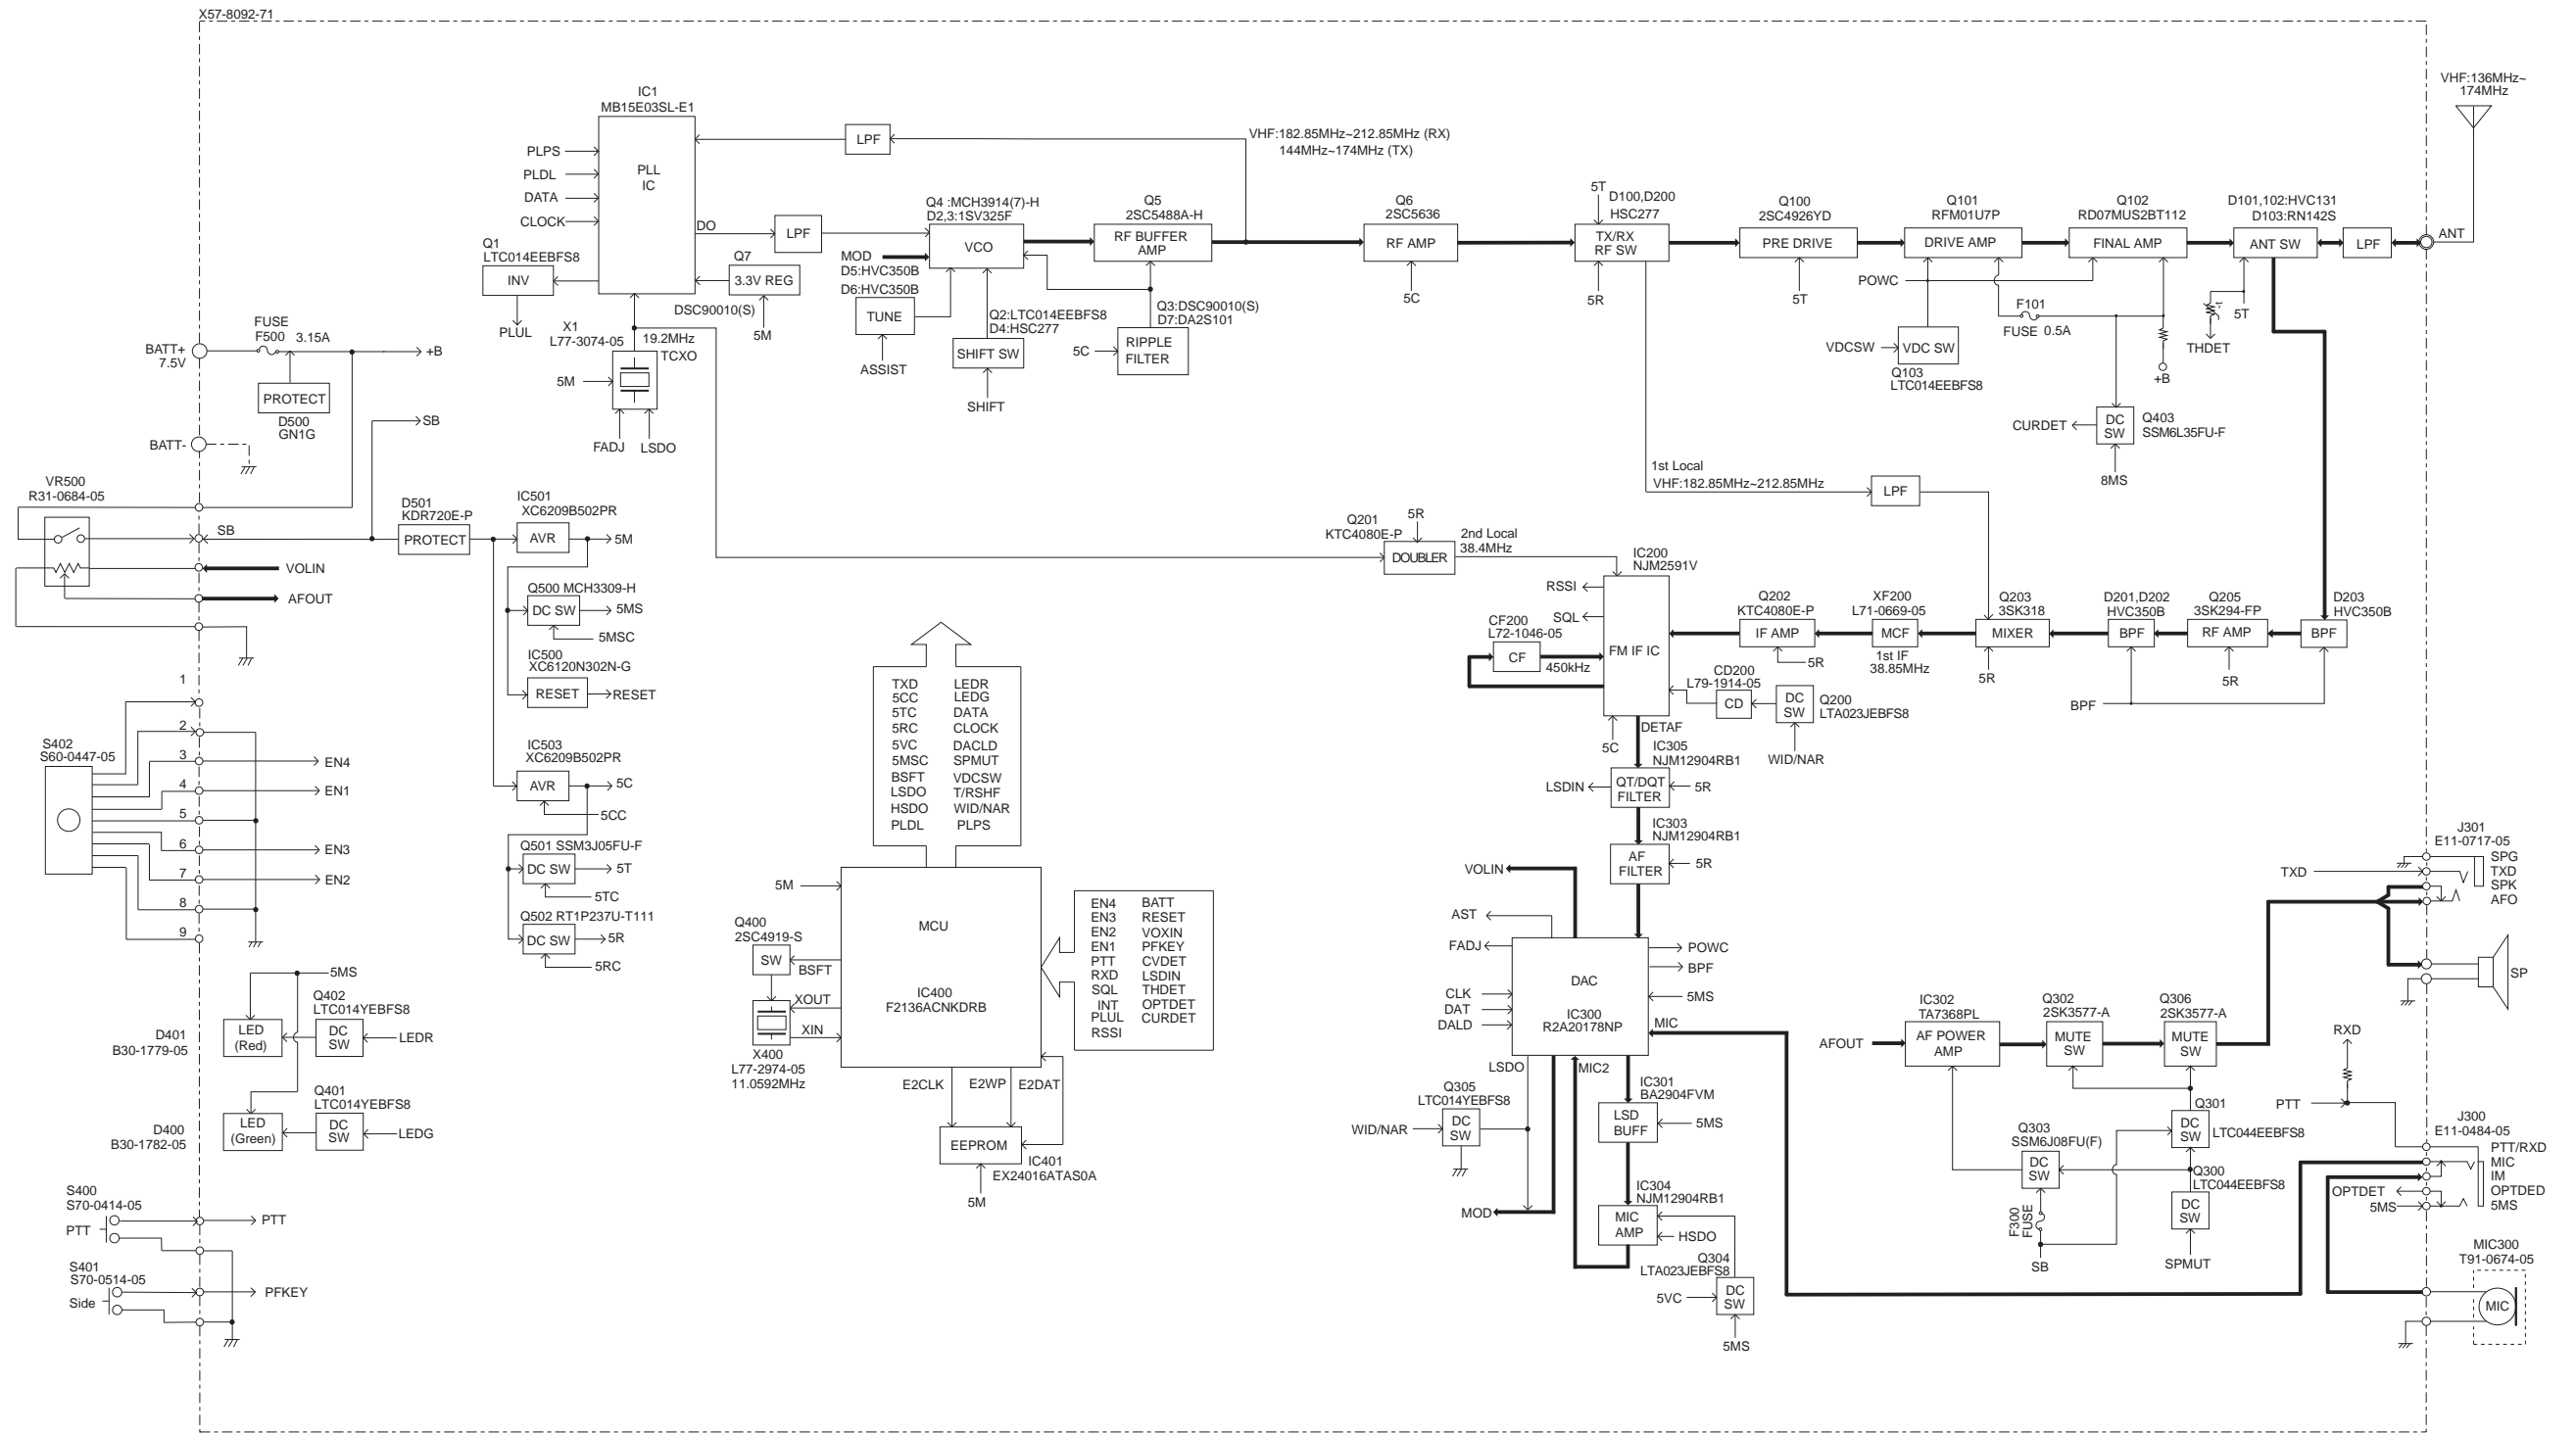 X57-8092-71
IC1
MB15E03SL-E1
PLL
IC
PLPS
PLDL
DATA
CLOCK
DO
Q1
LTC014EEBFS8
INV
PLUL
LPF
LPF
Q7
3.3V REG
DSC90010(S)
5M
X1
L77-3074-05
19.2MHz
TCXO
5M
FADJ
LSDO
Q4 :MCH3914(7)-H
D2,3:1SV325F
VCO
MOD
D5:HVC350B
D6:HVC350B
TUNE
ASSIST
Q2:LTC014EEBFS8
D4:HSC277
SHIFT SW
SHIFT
Q5
2SC5488A-H
RF BUFFER
AMP
Q3:DSC90010(S)
D7:DA2S101
5C
RIPPLE
FILTER
VHF:182.85MHz~212.85MHz (RX)
144MHz~174MHz (TX)
Q6
2SC5636
RF AMP
5C
5T
D100,D200
HSC277
TX/RX
RF SW
5R
Q100
2SC4926YD
PRE DRIVE
5T
Q101
RFM01U7P
DRIVE AMP
POWC
VDCSW
VDC SW
Q103
LTC014EEBFS8
Q102
RD07MUS2BT112
FINAL AMP
F101
FUSE 0.5A
+B
D101,102:HVC131
D103:RN142S
ANT SW
-t
5T
THDET
LPF
ANT
VHF:136MHz~
174MHz
CURDET
DC
SW
Q403
SSM6L35FU-F
8MS
1st Local
VHF:182.85MHz~212.85MHz
LPF
FUSE
F500
3.15A
BATT+
7.5V
+B
PROTECT
D500
GN1G
BATT-
SB
VR500
R31-0684-05
SB
D501
KDR720E-P
PROTECT
VOLIN
AFOUT
IC501
XC6209B502PR
AVR
5M
Q500 MCH3309-H
DC SW
5MS
5MSC
IC500
XC6120N302N-G
RESET
RESET
IC503
XC6209B502PR
AVR
5C
5CC
Q501 SSM3J05FU-F
DC SW
5T
5TC
Q502 RT1P237U-T111
DC SW
5R
5RC
S402
S60-0447-05
1
2
3
4
5
6
7
8
9
EN4
EN1
EN3
EN2
5MS
Q402
LTC014YEBFS8
D401
B30-1779-05
LED
(Red)
DC
SW
LEDR
Q401
LTC014YEBFS8
D400
B30-1782-05
LED
(Green)
DC
SW
LEDG
S400
S70-0414-05
PTT
PTT
S401
S70-0514-05
Side
PFKEY
TXD LEDR
5CC LEDG
5TC DATA
5RC CLOCK
5VC DACLD
5MSC SPMUT
BSFT VDCSW
LSDO T/RSHF
HSDO WID/NAR
PLDL PLPS
5M
Q400
2SC4919-S
SW
BSFT
XOUT
XIN
X400
L77-2974-05
11.0592MHz
MCU
IC400
F2136ACNKDRB
EN4 BATT
EN3 RESET
EN2 VOXIN
EN1 PFKEY
PTT CVDET
RXD LSDIN
SQL THDET
INT OPTDET
PLUL CURDET
RSSI
E2CLK
E2WP
E2DAT
EEPROM
IC401
EX24016ATAS0A
5M
Q201
KTC4080E-P
5R
DOUBLER
2nd Local
38.4MHz
IC200
NJM2591V
RSSI
SQL
FM IF IC
CF200
L72-1046-05
CF
450kHz
5C
DETAF
Q202
KTC4080E-P
IF AMP
5R
CD200
L79-1914-05
CD
DC
SW
Q200
LTA023JEBFS8
WID/NAR
XF200
L71-0669-05
MCF
1st IF
38.85MHz
Q203
3SK318
MIXER
5R
D201,D202
HVC350B
BPF
Q205
3SK294-FP
RF AMP
5R
D203
HVC350B
BPF
BPF
IC305
NJM12904RB1
LSDIN
QT/DQT
FILTER
5R
IC303
NJM12904RB1
AF
FILTER
5R
VOLIN
AST
FADJ
DAC
POWC
BPF
5MS
MIC
CLK
DAT
DALD
IC300
R2A20178NP
LSDO
MIC2
Q305
LTC014YEBFS8
WID/NAR
DC
SW
IC301
BA2904FVM
LSD
BUFF
5MS
IC304
NJM12904RB1
MIC
AMP
HSDO
MOD
Q304
LTA023JEBFS8
5VC
DC
SW
5MS
AFOUT
IC302
TA7368PL
AF POWER
AMP
Q302
2SK3577-A
MUTE
SW
Q306
2SK3577-A
MUTE
SW
Q301
DC
SW
LTC044EEBFS8
Q303
SSM6J08FU(F)
DC
SW
Q300
LTC044EEBFS8
DC
SW
F300
FUSE
SB
SPMUT
J301
E11-0717-05
SPG
TXD
TXD
SPK
AFO
SP
RXD
PTT
J300
E11-0484-05
PTT/RXD
MIC
IM
OPTDET
OPTDED
5MS
5MS
MIC300
T91-0674-05
MIC